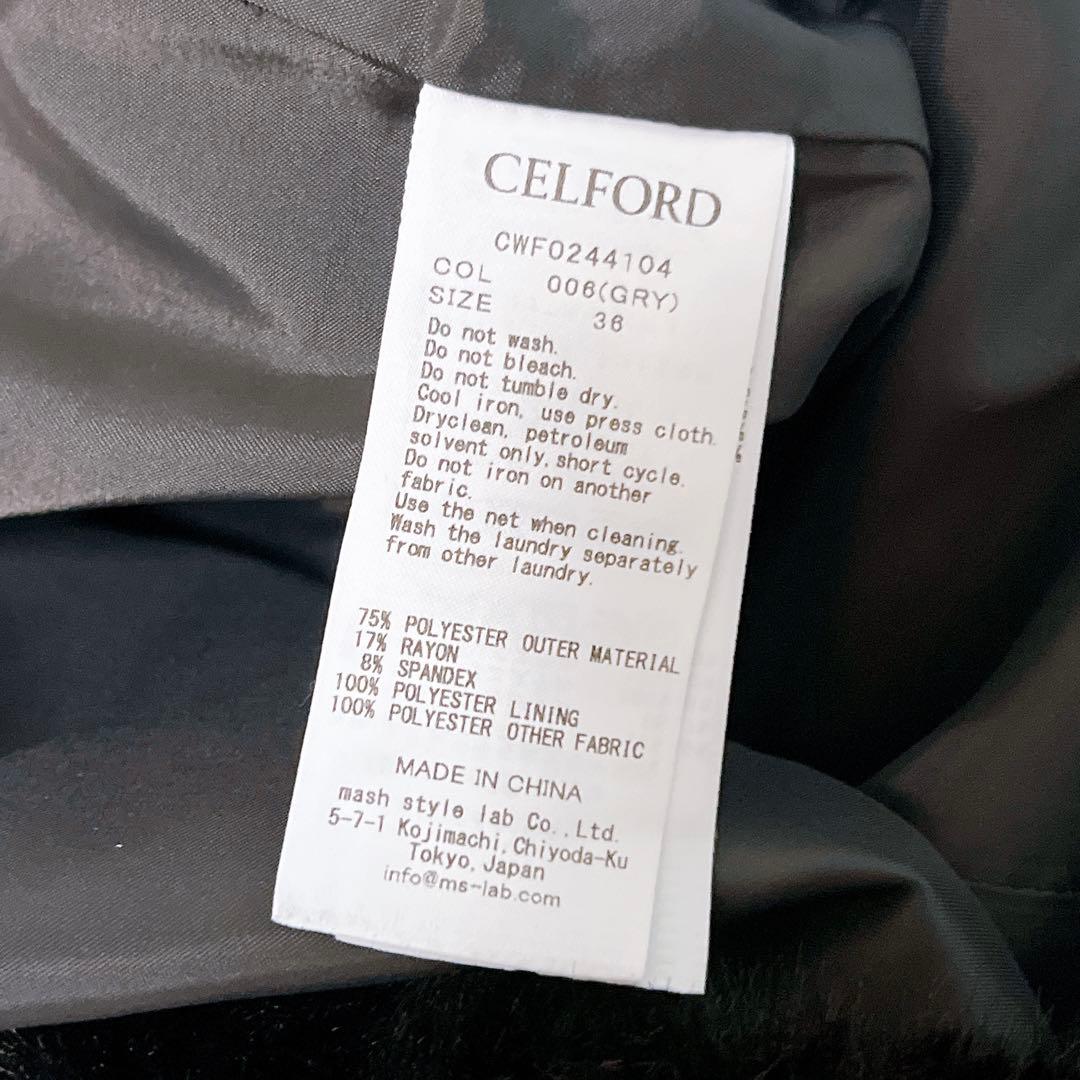 CELFORD
CWF0244104
COL 006(GRY)
SIZE 36
Do not wash.
Do not bleach.
Do not tumble dry.
Cool iron, use press cloth.
Dryclean, petroleum
solvent only, short cycle.
Do not iron on another
fabric.
Use the net when cleaning.
Wash the laundry separately
from other laundry.
75% POLYESTER OUTER MATERIAL
17% RAYON
8% SPANDEX
100% POLYESTER LINING
100% POLYESTER OTHER FABRIC
MADE IN CHINA
mash style lab Co.,Ltd.
5-7-1 Kojimachi, Chiyoda-Ku
Tokyo, Japan
info@ms-lab.com